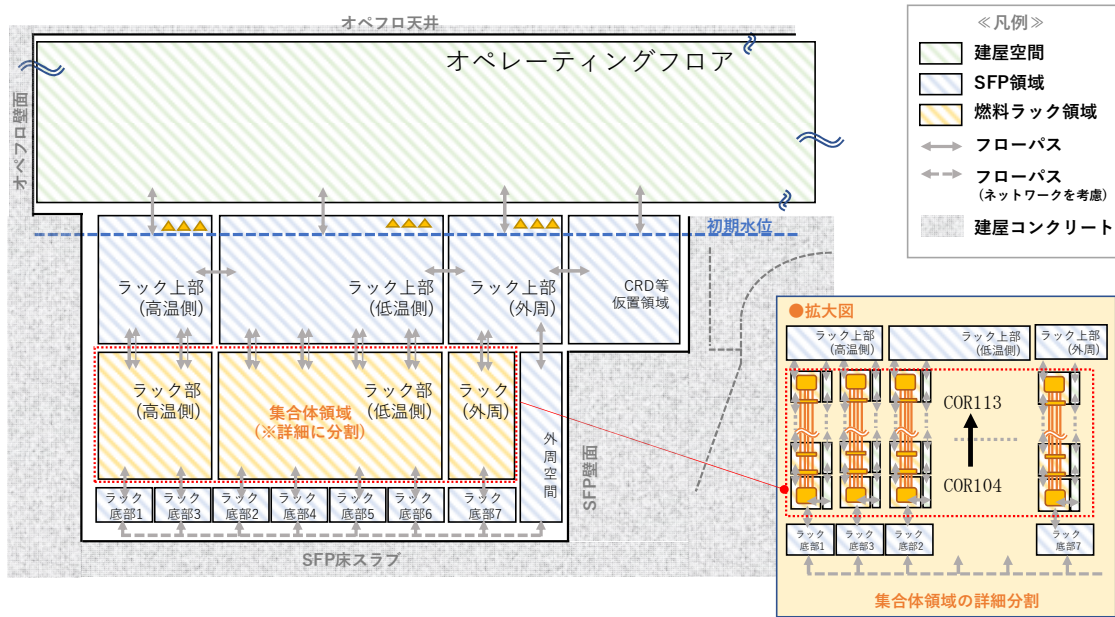 オペフロ天井
オペフロ壁面
オペレーティングフロア
≪凡例≫
建屋空間
SFP領域
燃料ラック領域
フローパス
フローパス
(ネットワークを考慮)
建屋コンクリート
初期水位
ラック上部
(高温側)
ラック上部
(低温側)
ラック上部
(外周)
CRD等
仮置領域
ラック部
(高温側)
集合体領域
(※詳細に分割)
ラック部
(低温側)
ラック
(外周)
外周空間
SFP壁面
ラック
底部1
ラック
底部3
ラック
底部2
ラック
底部4
ラック
底部5
ラック
底部6
ラック
底部7
SFP床スラブ
●拡大図
ラック上部
(高温側)
ラック上部
(低温側)
ラック上部
(外周)
COR113
COR104
ラック
底部1
ラック
底部3
ラック
底部2
ラック
底部7
集合体領域の詳細分割